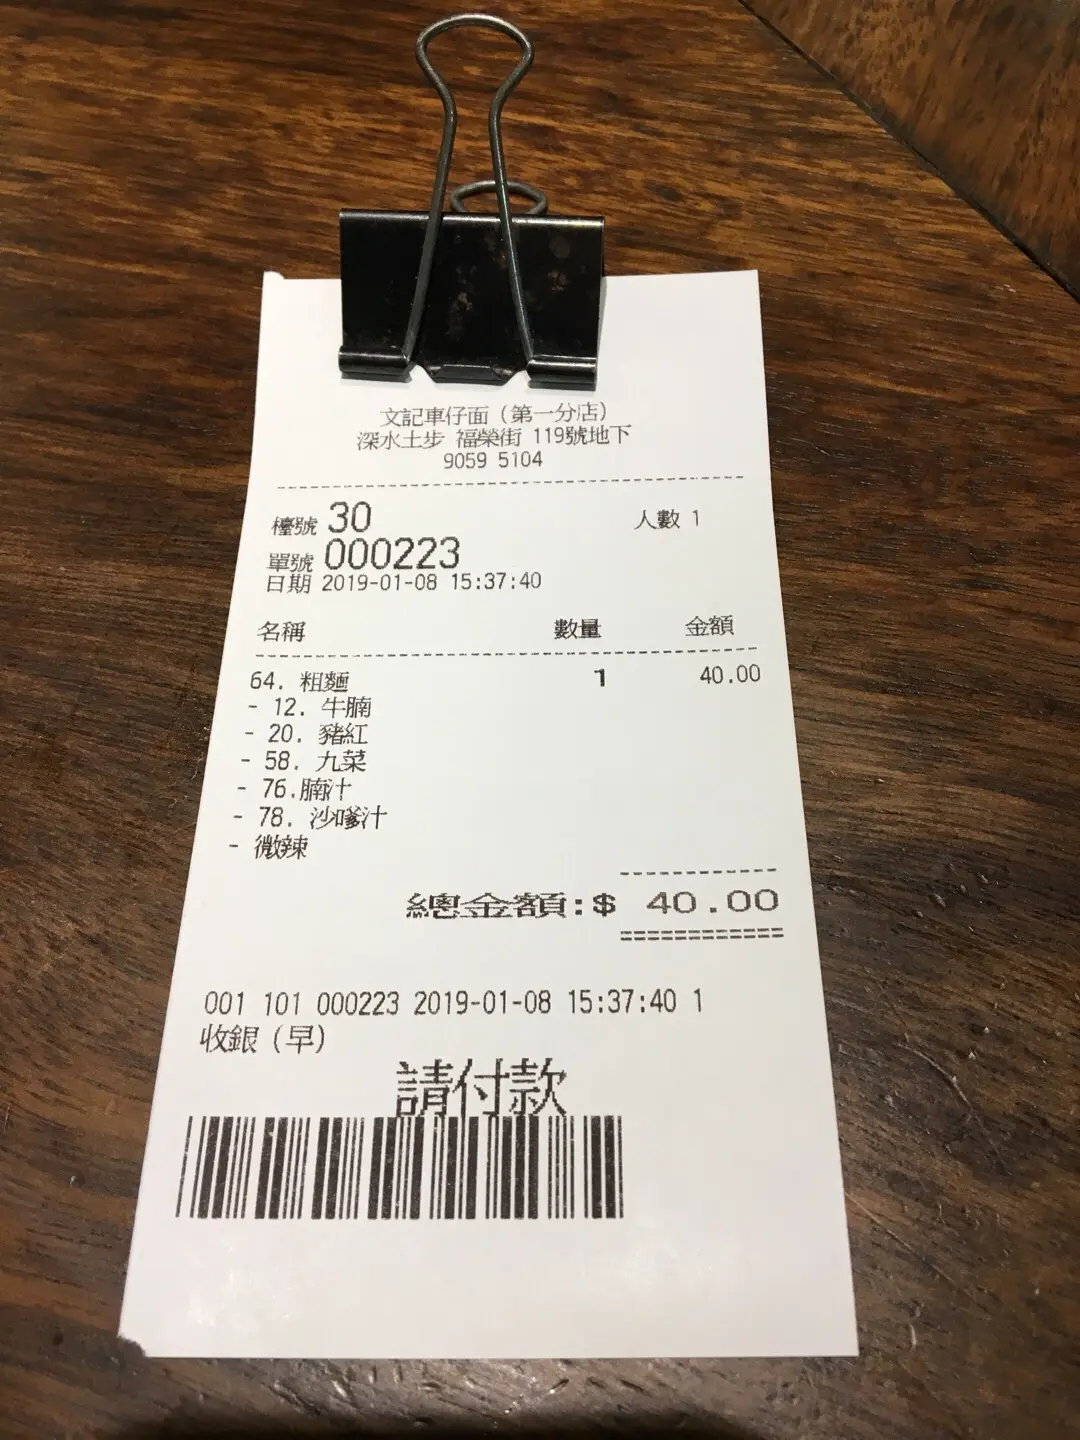 文記車仔面（第一分店）
深水土步 福榮街 119號地下
9059 5104
檯號 30 人數 1
單號 000223
日期 2019-01-08 15:37:40
名稱 數量 金額
64. 粗麵 1 40.00
- 12. 牛腩
- 20. 豬紅
- 58. 九菜
- 76.腩汁
- 78. 沙嗲汁
- 微辣
總金額:$ 40.00
001 101 000223 2019-01-08 15:37:40 1
收銀（早）
請付款